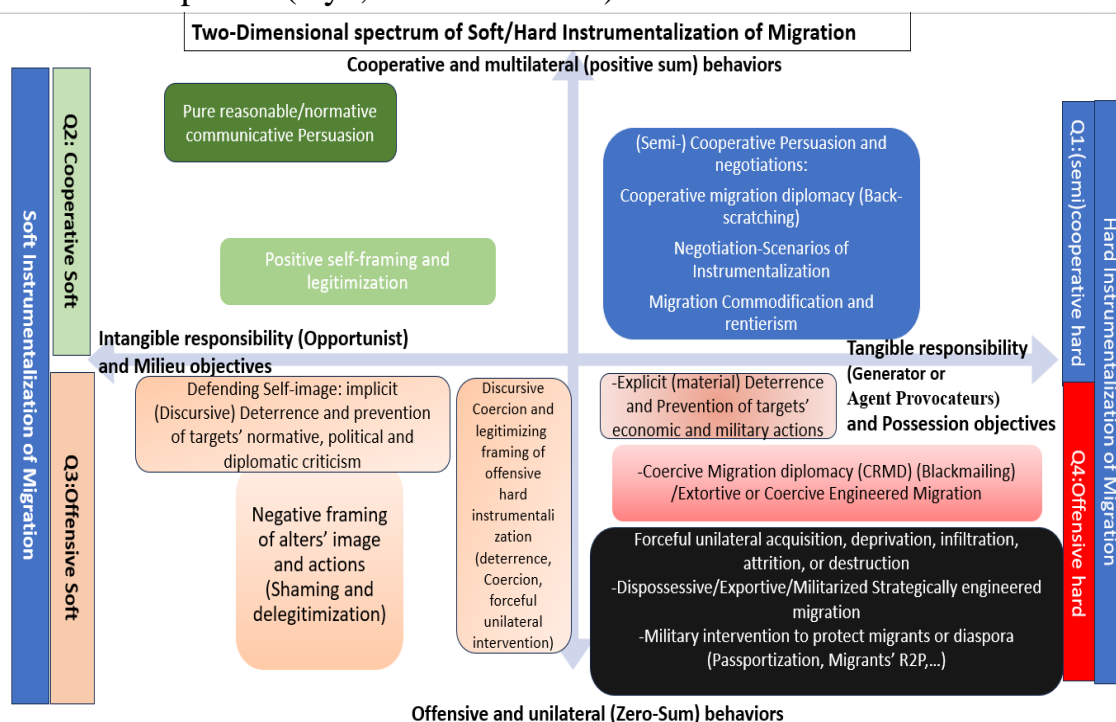 Two-Dimensional spectrum of Soft/Hard Instrumentalization of Migration
Cooperative and multilateral (positive sum) behaviors
Soft Instrumentalization of Migration
Q2: Cooperative Soft
Pure reasonable/normative
communicative Persuasion
Positive self-framing and
legitimization
(Semi-) Cooperative Persuasion and
negotiations:
Cooperative migration diplomacy (Back-
scratching)
Negotiation-Scenarios of
Instrumentalization
Migration Commodification and
rentierism
Q1:(semi)cooperative hard
Hard Instrumentalization of Migration
Intangible responsibility (Opportunist)
and Milieu objectives
Tangible responsibility
(Generator or
Agent Provocateurs)
and Possession objectives
Q3:Offensive Soft
Defending Self-image: implicit
(Discursive) Deterrence and prevention
of targets' normative, political and
diplomatic criticism
Negative framing
of alters' image
and actions
(Shaming and
delegitimization)
Discursive
Coercion and
legitimizing
framing of
offensive
hard
instrumentali
zation
(deterrence,
Coercion,
forceful
unilateral
intervention)
-Explicit (material) Deterrence
and Prevention of targets'
economic and military actions
-Coercive Migration diplomacy (CRMD) (Blackmailing)
/Extortive or Coercive Engineered Migration
Forceful unilateral acquisition, deprivation, infiltration,
attrition, or destruction
-Dispossessive/Exportive/Militarized Strategically engineered
migration
-Military intervention to protect migrants or diaspora
(Passportization, Migrants' R2P,...)
Q4:Offensive hard
Offensive and unilateral (Zero-Sum) behaviors